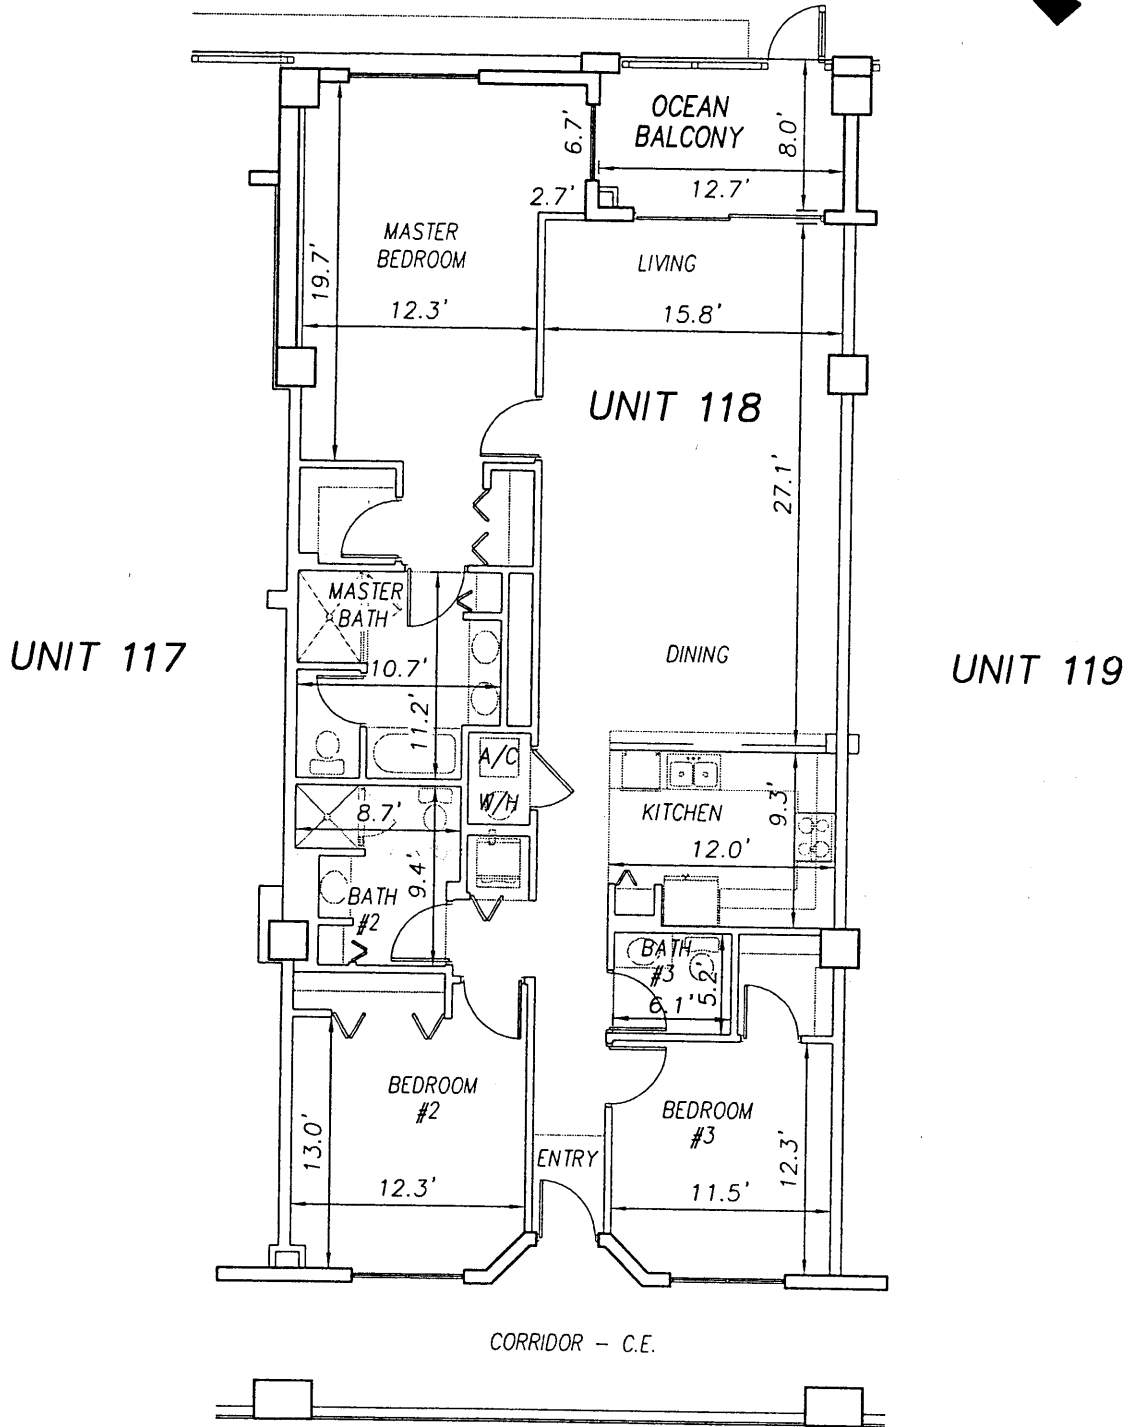 OCEAN
BALCONY
6.7'
8.0'
12.7'
2.7'
MASTER
BEDROOM
19.7'
12.3'
LIVING
15.8'
UNIT 118
27.1'
MASTER
BATH
10.7'
11.2'
UNIT 117
DINING
UNIT 119
A/C
W/H
KITCHEN
9.3'
12.0'
8.7'
9.4'
BATH
#2
BATH
#3
5.2'
6.1'
BEDROOM
#2
13.0'
12.3'
BEDROOM
#3
12.3'
11.5'
ENTRY
CORRIDOR - C.E.